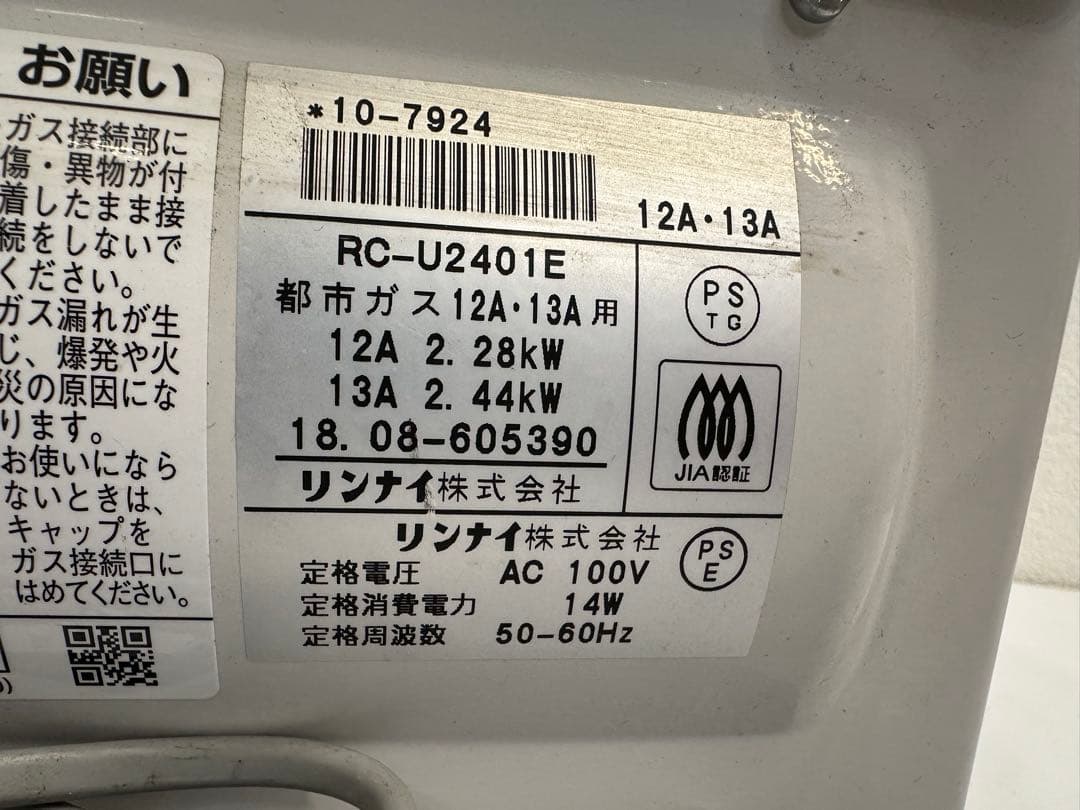 お願い
ガス接続部に
傷・異物が付
着したまま接
続をしないで
ください。
ガス漏れが生
じ、爆発や火
災の原因にな
ります。
お使いになら
ないときは、
キャップを
ガス接続口に
はめてください。
*10-7924
12A・13A
RC-U2401E
都市ガス12A・13A用
12A 2.28kW
13A 2.44kW
18.08-605390
リンナイ株式会社
PS
TG
JIA認証
リンナイ株式会社
PS
E
定格電圧 AC 100V
定格消費電力 14W
定格周波数 50-60Hz